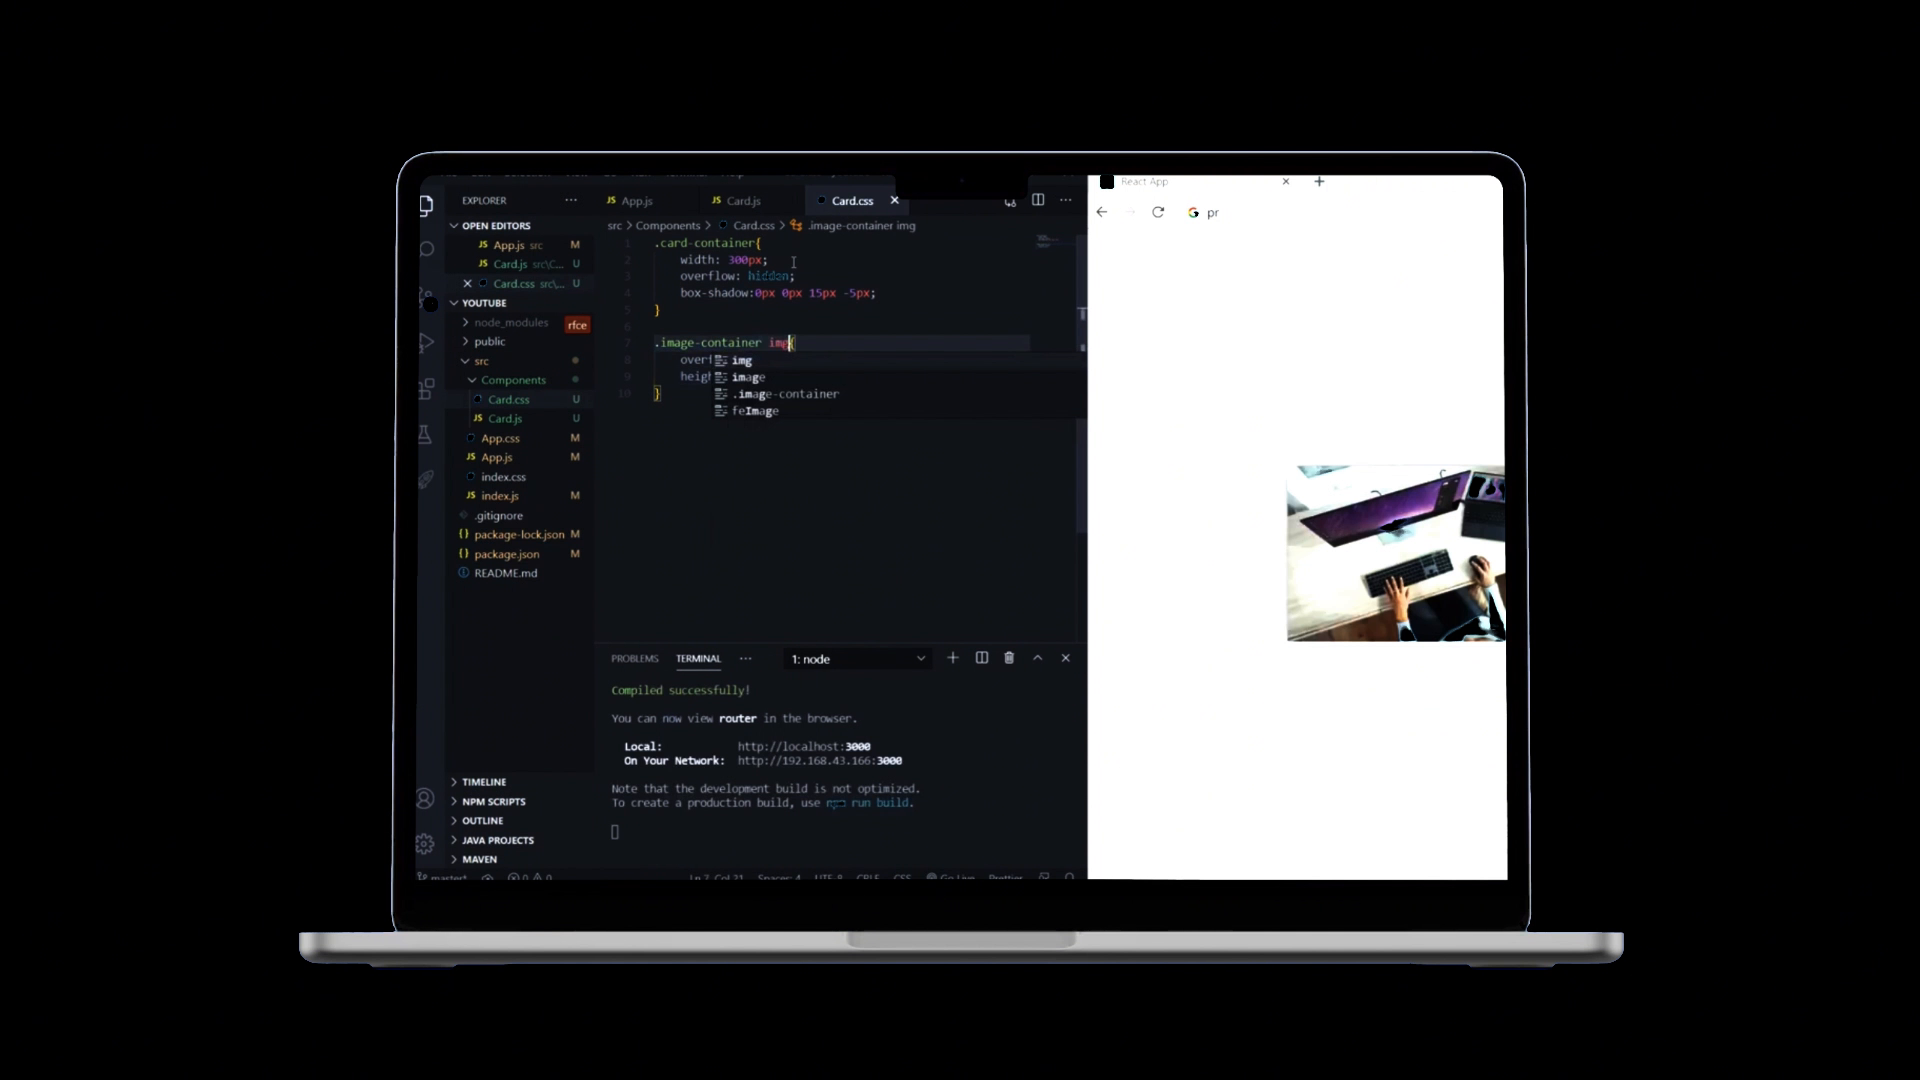 EXPLORER
OPEN EDITORS
App.js src M
Card.js src\C... U
Card.css src\... U
YOUTUBE
node_modules
rfce
public
src
Components
Card.css U
Card.js U
App.css M
JS App.js M
index.css
JS index.js M
.gitignore
{} package-lock.json M
{} package.json M
README.md
TIMELINE
NPM SCRIPTS
OUTLINE
JAVA PROJECTS
MAVEN
JS App.js JS Card.js Card.css
src > Components > Card.css > .image-container img
1 .card-container{
2 width: 300px;
3 overflow: hidden;
4 box-shadow:0px 0px 15px -5px;
5 }
6
7 .image-container img{
8 overf
9 heigh
10 }
img
image
.image-container
feImage
PROBLEMS TERMINAL ... 1: node
Compiled successfully!
You can now view router in the browser.
Local: http://localhost:3000
On Your Network: http://192.168.43.166:3000
Note that the development build is not optimized.
To create a production build, use npm run build.
React App
pr